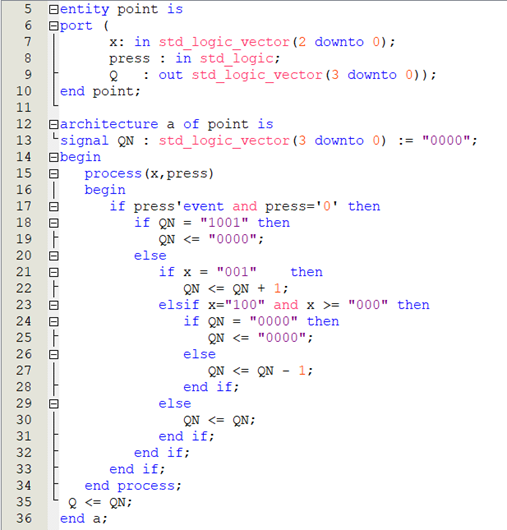 5 entity point is
6 port (
7 x: in std_logic_vector(2 downto 0);
8 press : in std_logic;
9 Q : out std_logic_vector(3 downto 0));
10 end point;
11
12 architecture a of point is
13 signal QN : std_logic_vector(3 downto 0) := "0000";
14 begin
15 process(x,press)
16 begin
17 if press'event and press='0' then
18 if QN = "1001" then
19 QN <= "0000";
20 else
21 if x = "001" then
22 QN <= QN + 1;
23 elsif x="100" and x >= "000" then
24 if QN = "0000" then
25 QN <= "0000";
26 else
27 QN <= QN - 1;
28 end if;
29 else
30 QN <= QN;
31 end if;
32 end if;
33 end if;
34 end process;
35 Q <= QN;
36 end a;